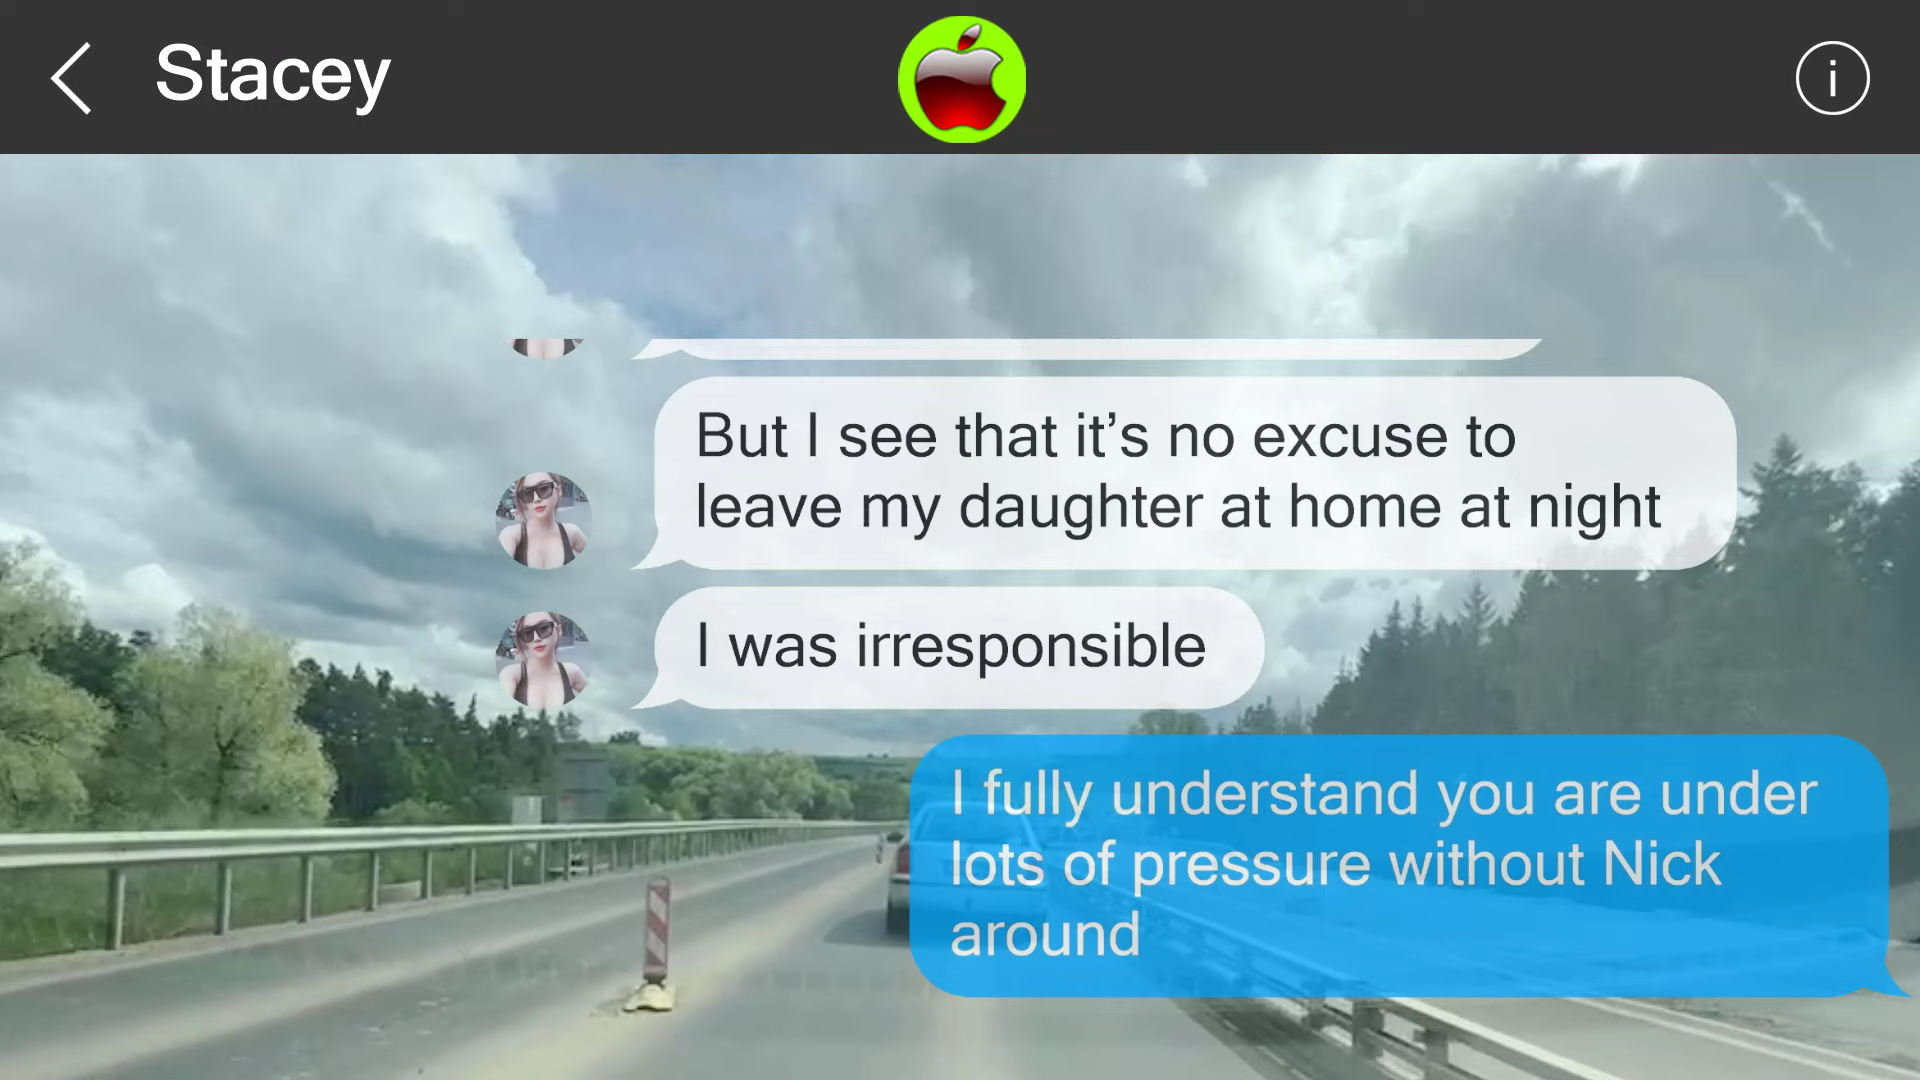 Stacey
But I see that it’s no excuse to
leave my daughter at home at night
I was irresponsible
I fully understand you are under
lots of pressure without Nick
around